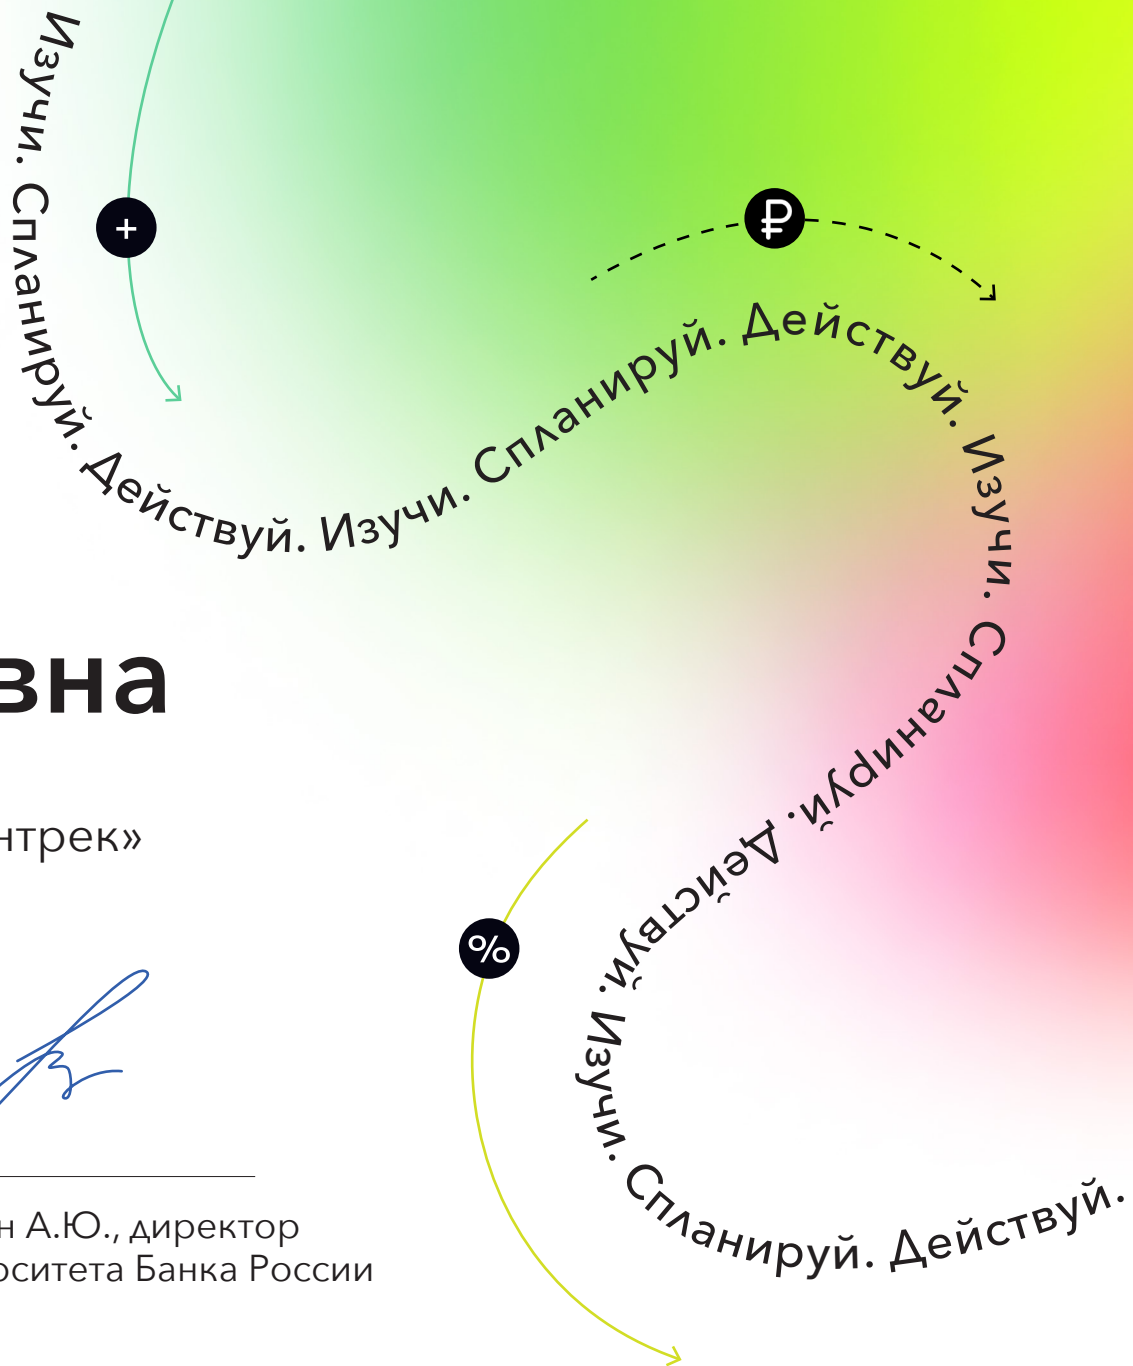 Изучи. Спланируй. Действуй. Изучи. Спланируй. Действуй. Изучи. Спланируй. Действуй. Изучи. Спланируй. Действуй.
+
₽
вна
нтрек»
%
н А.Ю., директор
рситета Банка России